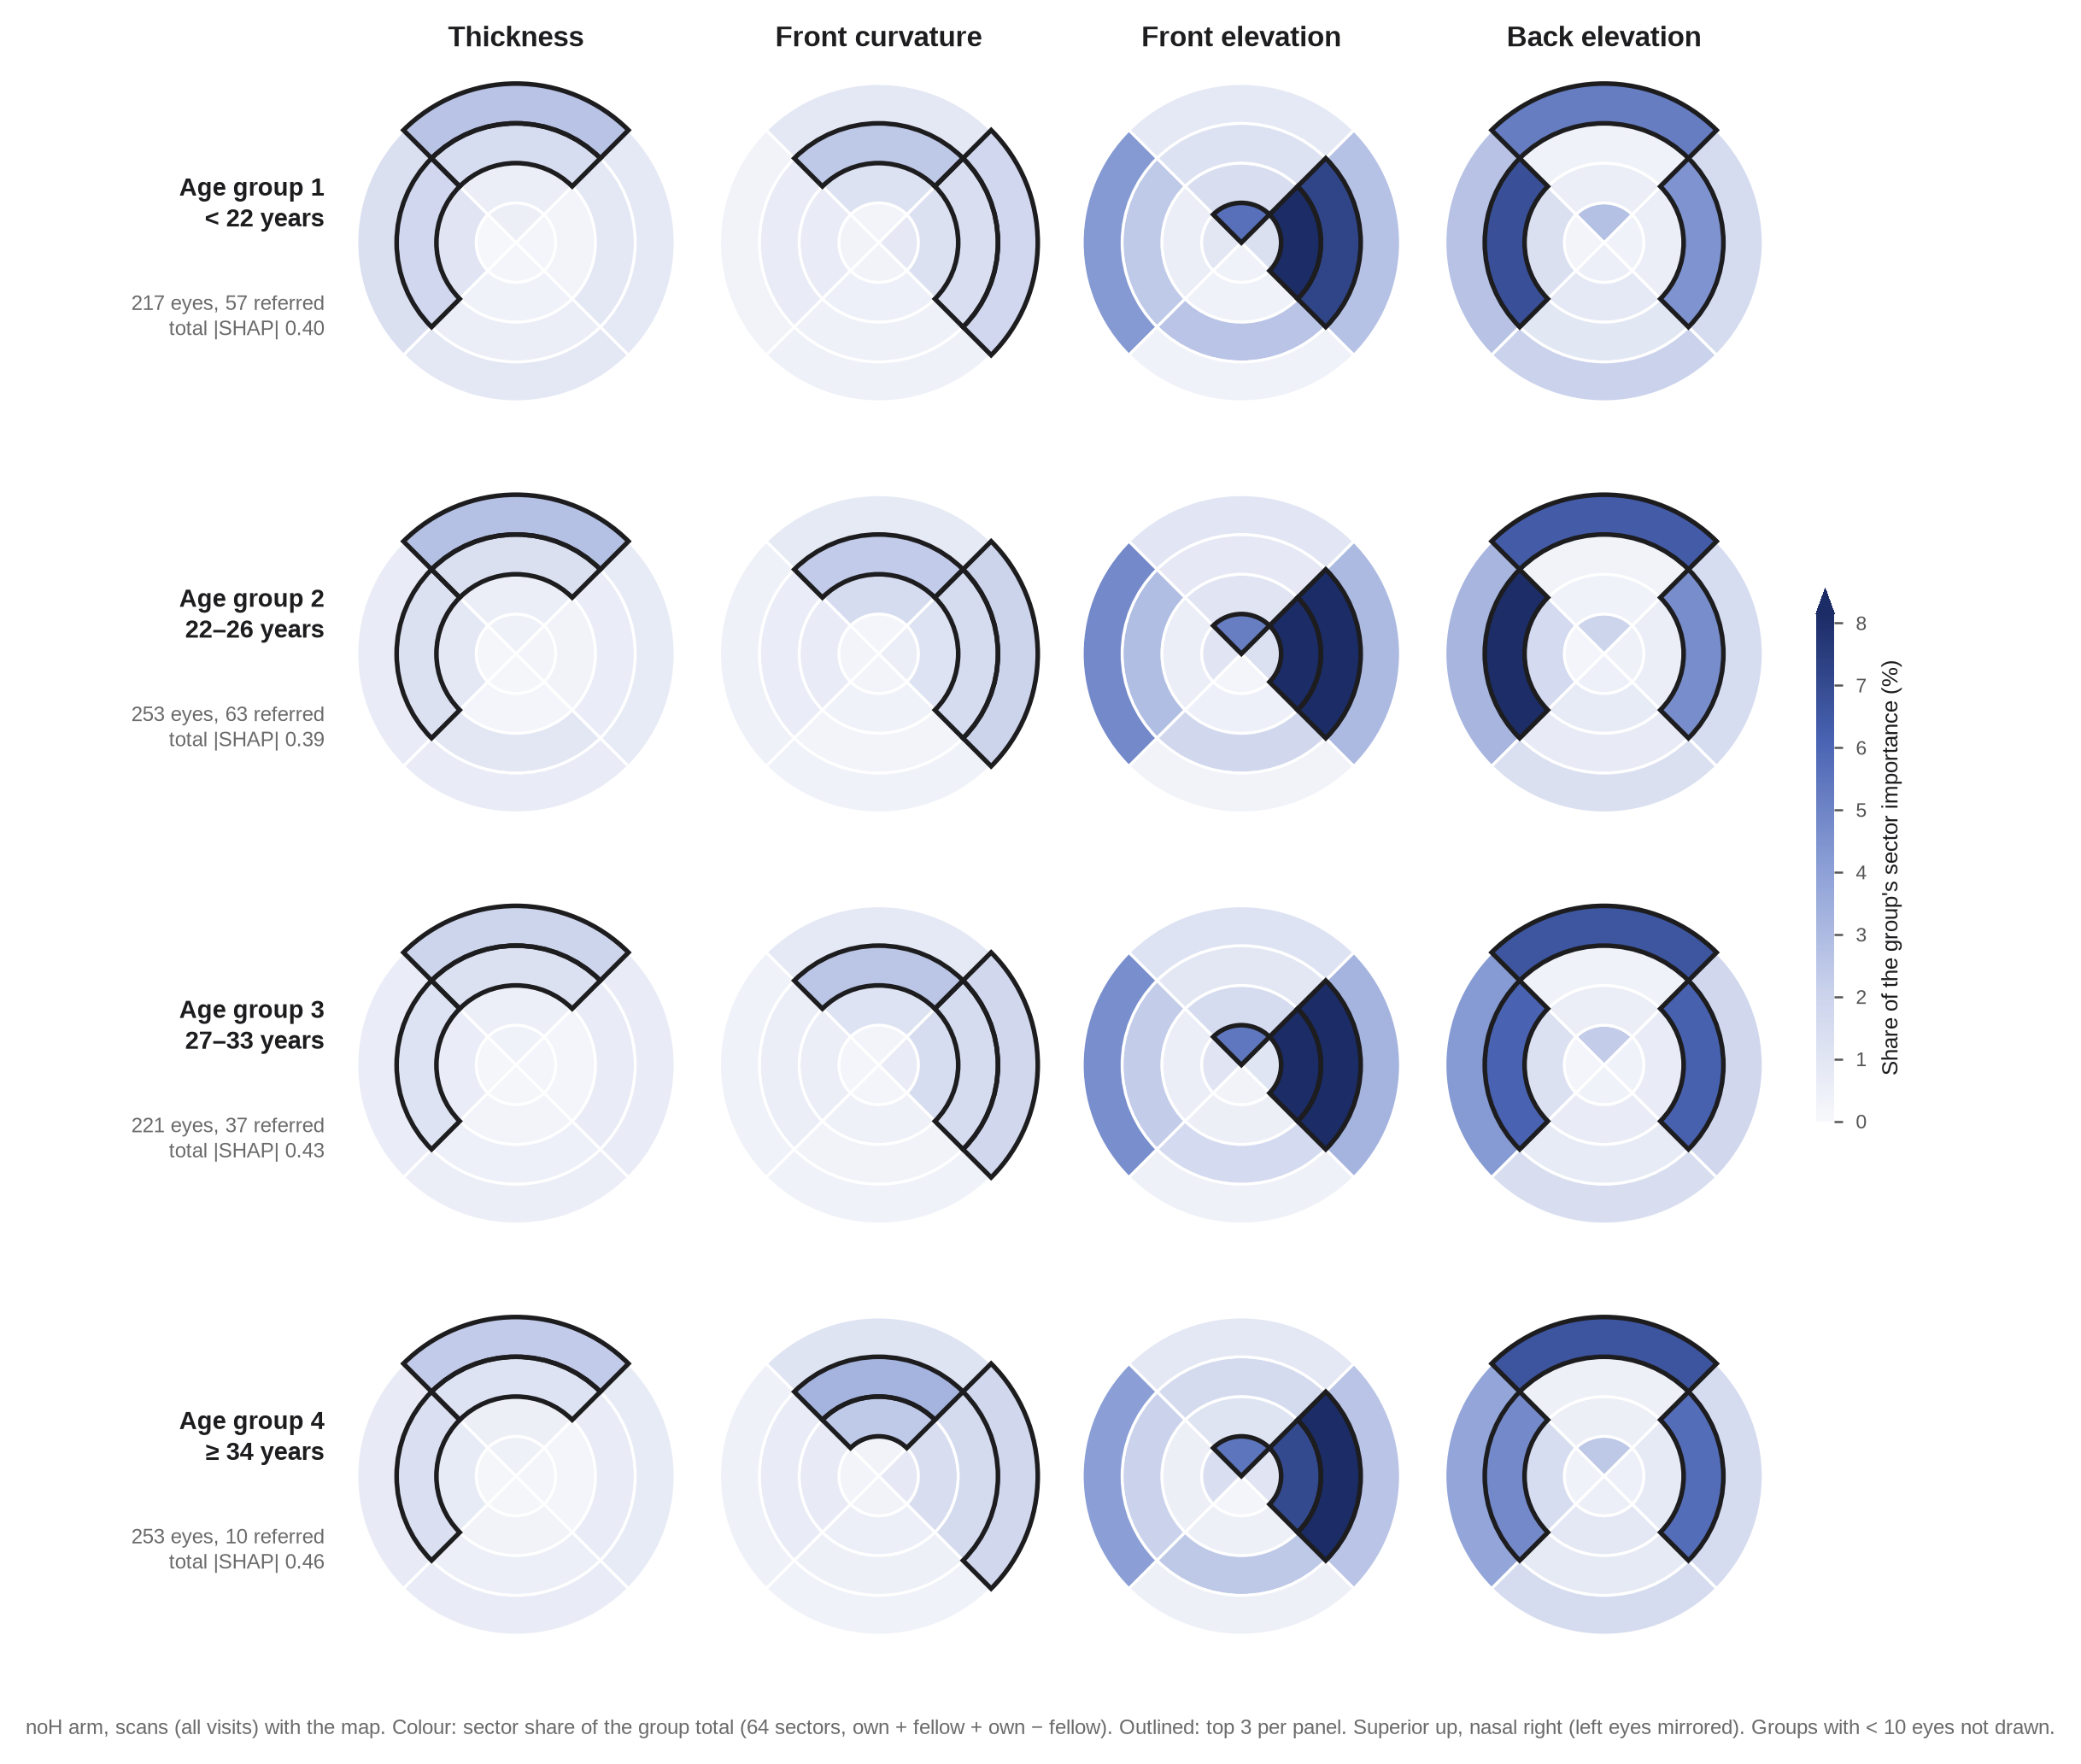 Thickness
Front curvature
Front elevation
Back elevation
Age group 1
< 22 years
217 eyes, 57 referred
total |SHAP| 0.40
Age group 2
22–26 years
253 eyes, 63 referred
total |SHAP| 0.39
Age group 3
27–33 years
221 eyes, 37 referred
total |SHAP| 0.43
Age group 4
≥ 34 years
253 eyes, 10 referred
total |SHAP| 0.46
8
7
6
5
4
3
2
1
0
Share of the group's sector importance (%)
noH arm, scans (all visits) with the map. Colour: sector share of the group total (64 sectors, own + fellow + own − fellow). Outlined: top 3 per panel. Superior up, nasal right (left eyes mirrored). Groups with < 10 eyes not drawn.